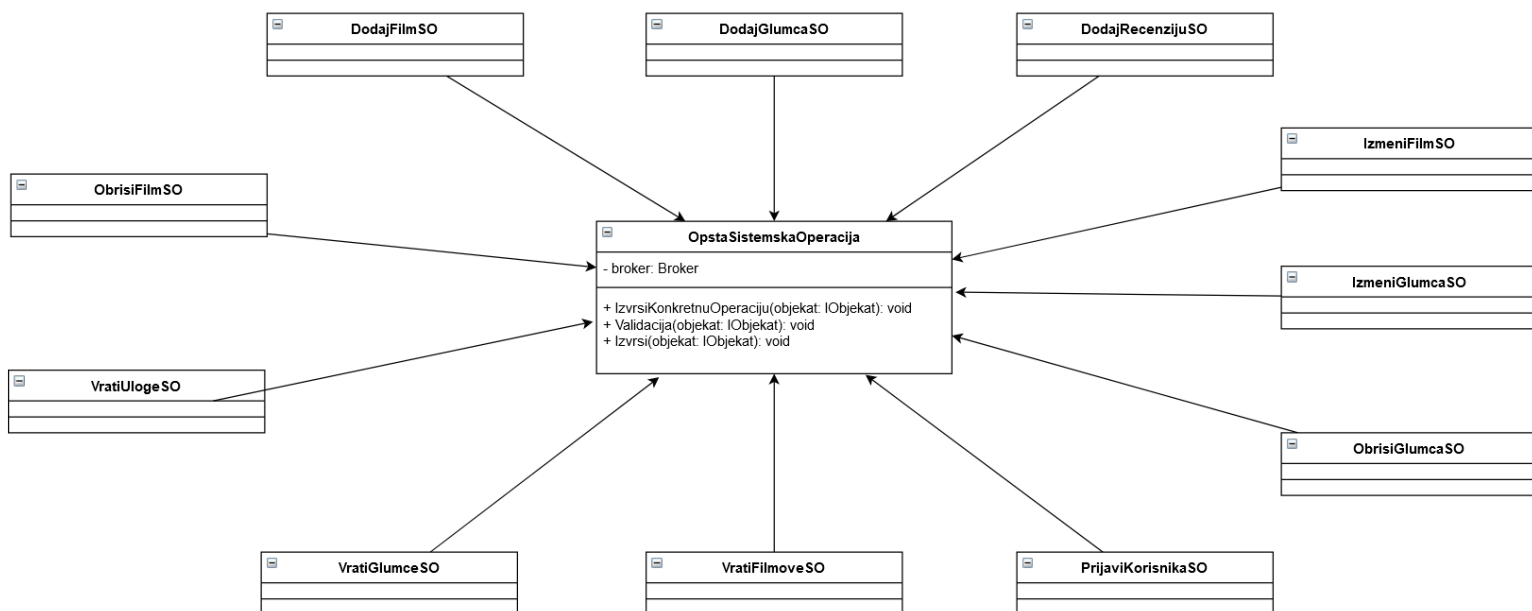 DodajFilmSO
DodajGlumcaSO
DodajRecenzijuSO
IzmeniFilmSO
ObrisiFilmSO
OpstaSistemskaOperacija
- broker: Broker
+ IzvrsiKonkretnuOperaciju(objekat: IObjekat): void
+ Validacija(objekat: IObjekat): void
+ Izvrsi(objekat: IObjekat): void
IzmeniGlumcaSO
VratiUlogeSO
ObrisiGlumcaSO
VratiGlumceSO
VratiFilmoveSO
PrijaviKorisnikaSO